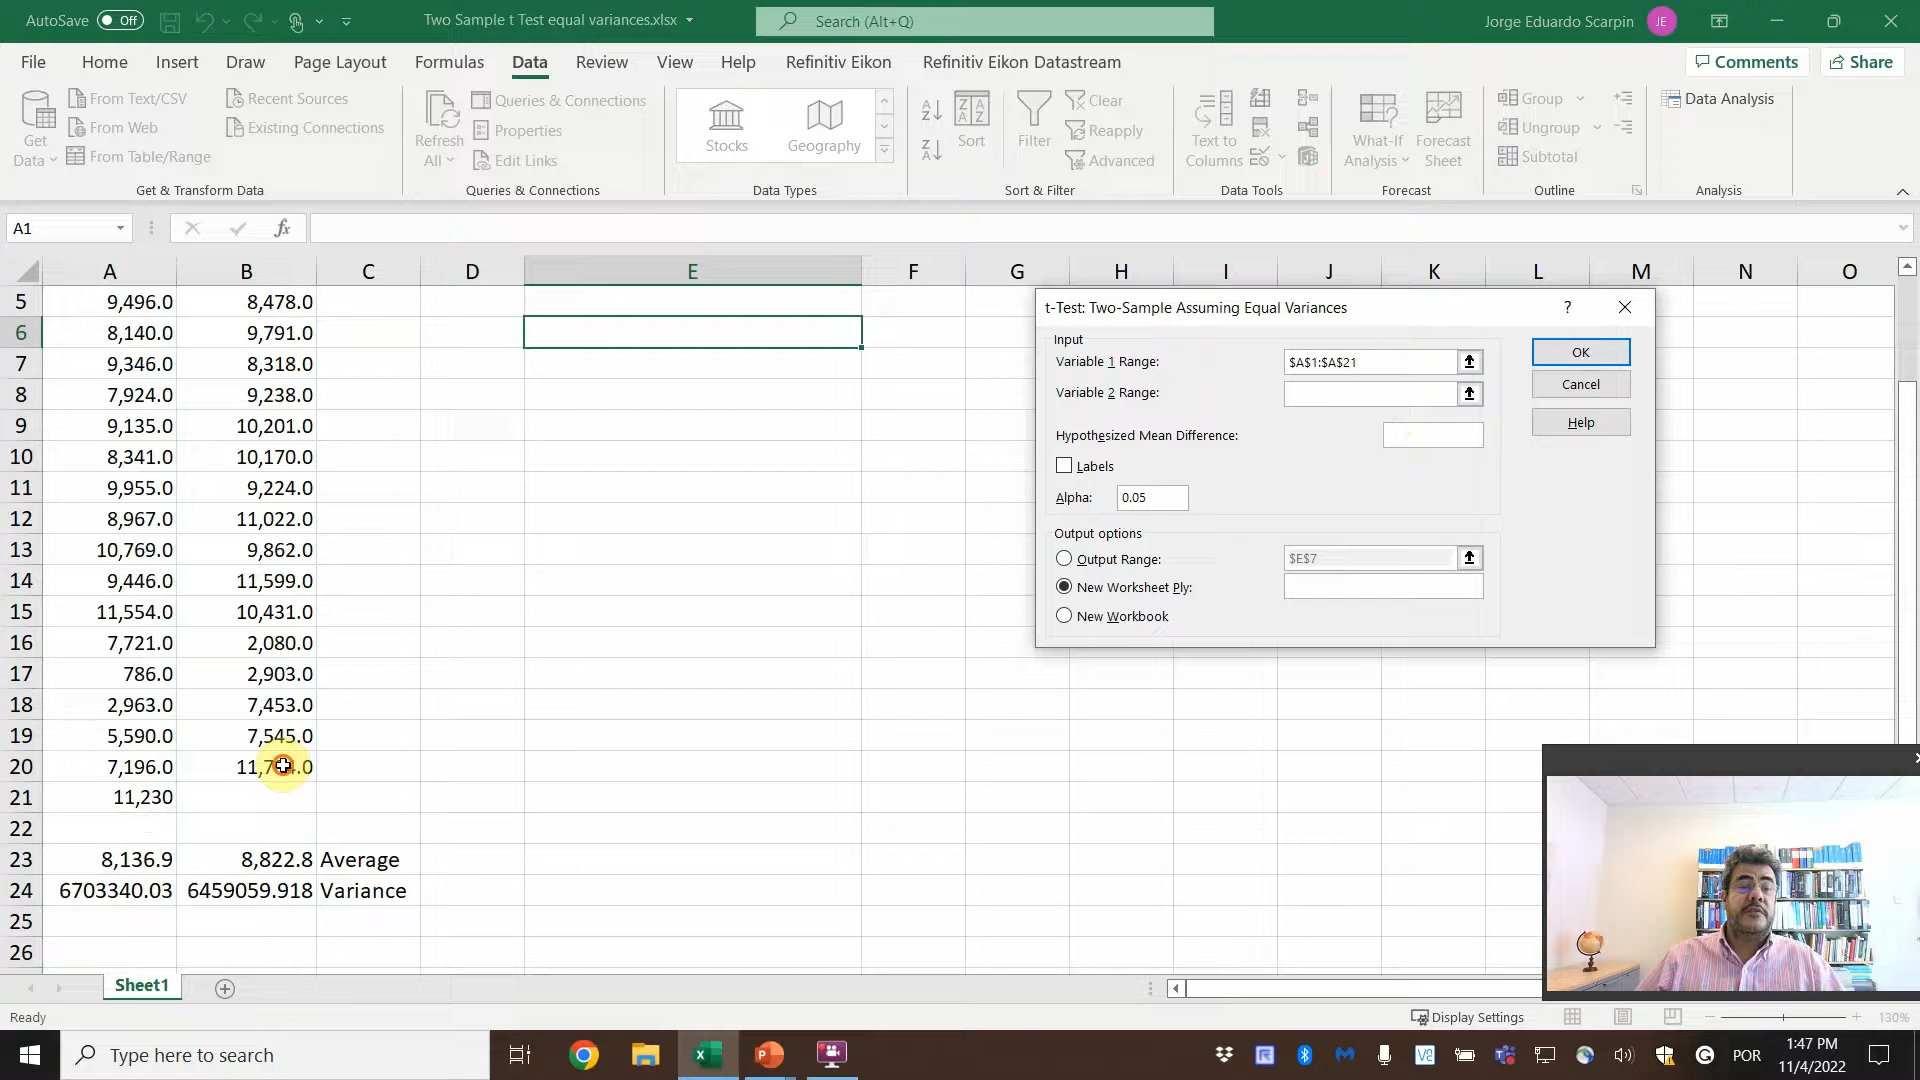 AutoSave Off
Two Sample t Test equal variances.xlsx
Search (Alt+Q)
Jorge Eduardo Scarpin JE
File Home Insert Draw Page Layout Formulas Data Review View Help Refinitiv Eikon Refinitiv Eikon Datastream Comments Share
Get Data
From Text/CSV
From Web
From Table/Range
Recent Sources
Existing Connections
Get & Transform Data
Refresh All
Queries & Connections
Properties
Edit Links
Queries & Connections
Stocks Geography
Data Types
Sort Filter
Clear
Reapply
Advanced
Sort & Filter
Text to Columns
Data Tools
What-If Analysis
Forecast Sheet
Forecast
Group
Ungroup
Subtotal
Outline
Data Analysis
Analysis
A1 fx
A B C D E F G H I J K L M N O
5 9,496.0 8,478.0
6 8,140.0 9,791.0
7 9,346.0 8,318.0
8 7,924.0 9,238.0
9 9,135.0 10,201.0
10 8,341.0 10,170.0
11 9,955.0 9,224.0
12 8,967.0 11,022.0
13 10,769.0 9,862.0
14 9,446.0 11,599.0
15 11,554.0 10,431.0
16 7,721.0 2,080.0
17 786.0 2,903.0
18 2,963.0 7,453.0
19 5,590.0 7,545.0
20 7,196.0
21 11,230
22
23 8,136.9 8,822.8 Average
24 6703340.03 6459059.918 Variance
25
26
t-Test: Two-Sample Assuming Equal Variances ?
Input
Variable 1 Range: $A$1:$A$21
Variable 2 Range:
Hypothesized Mean Difference:
Labels
Alpha: 0.05
Output options
Output Range: $E$7
New Worksheet Ply:
New Workbook
OK
Cancel
Help
Sheet1
Ready
Display Settings
130%
Type here to search
POR
1:47 PM
11/4/2022